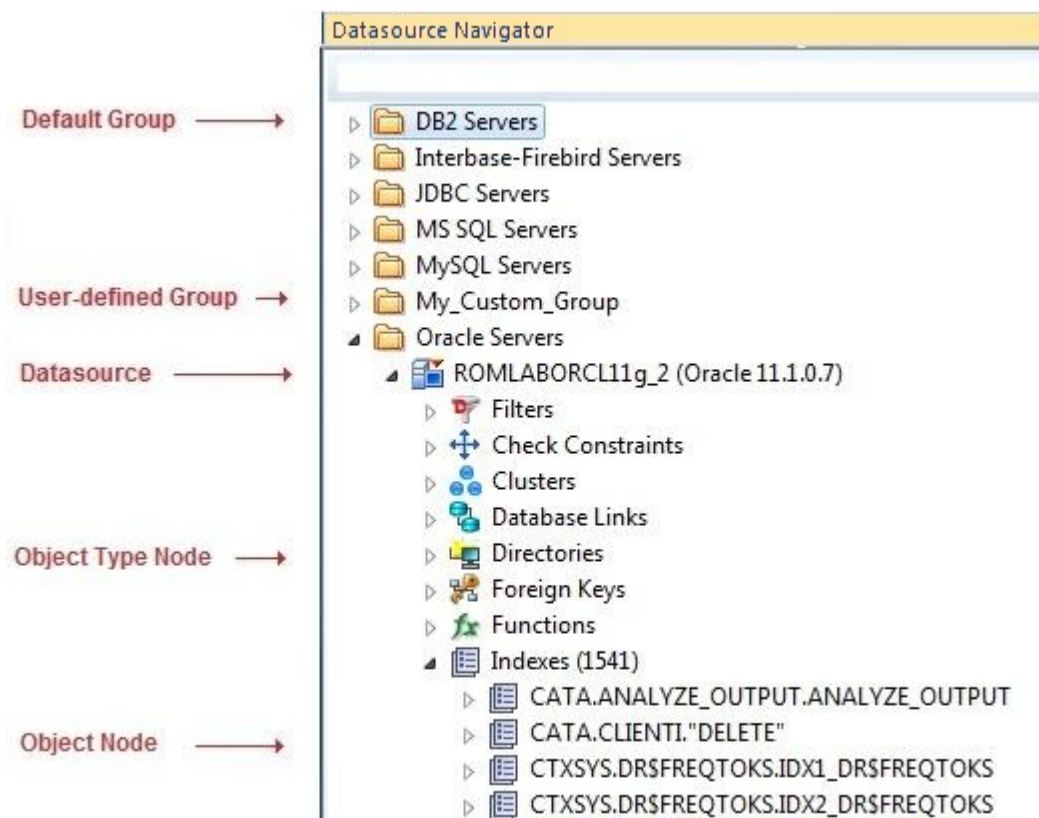 Datasource Navigator
Default Group
DB2 Servers
Interbase-Firebird Servers
JDBC Servers
MS SQL Servers
MySQL Servers
User-defined Group
My_Custom_Group
Oracle Servers
Datasource
ROMLABORCL11g_2 (Oracle 11.1.0.7)
Filters
Check Constraints
Clusters
Database Links
Object Type Node
Directories
Foreign Keys
Functions
Indexes (1541)
CATA.ANALYZE_OUTPUT.ANALYZE_OUTPUT
Object Node
CATA.CLIENTI."DELETE"
CTXSYS.DR$FREQTOKS.IDX1_DR$FREQTOKS
CTXSYS.DR$FREQTOKS.IDX2_DR$FREQTOKS